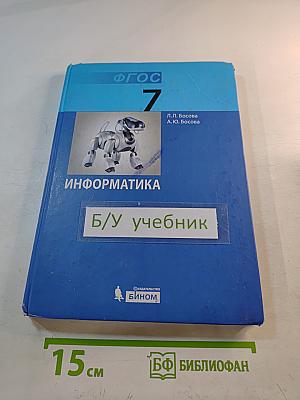 ФГОС
7
Л.Л. Босова
А.Ю. Босова
ИНФОРМАТИКА
Б/У учебник
издательство
БИНОМ
15 см
БФ БИБЛИОФАН